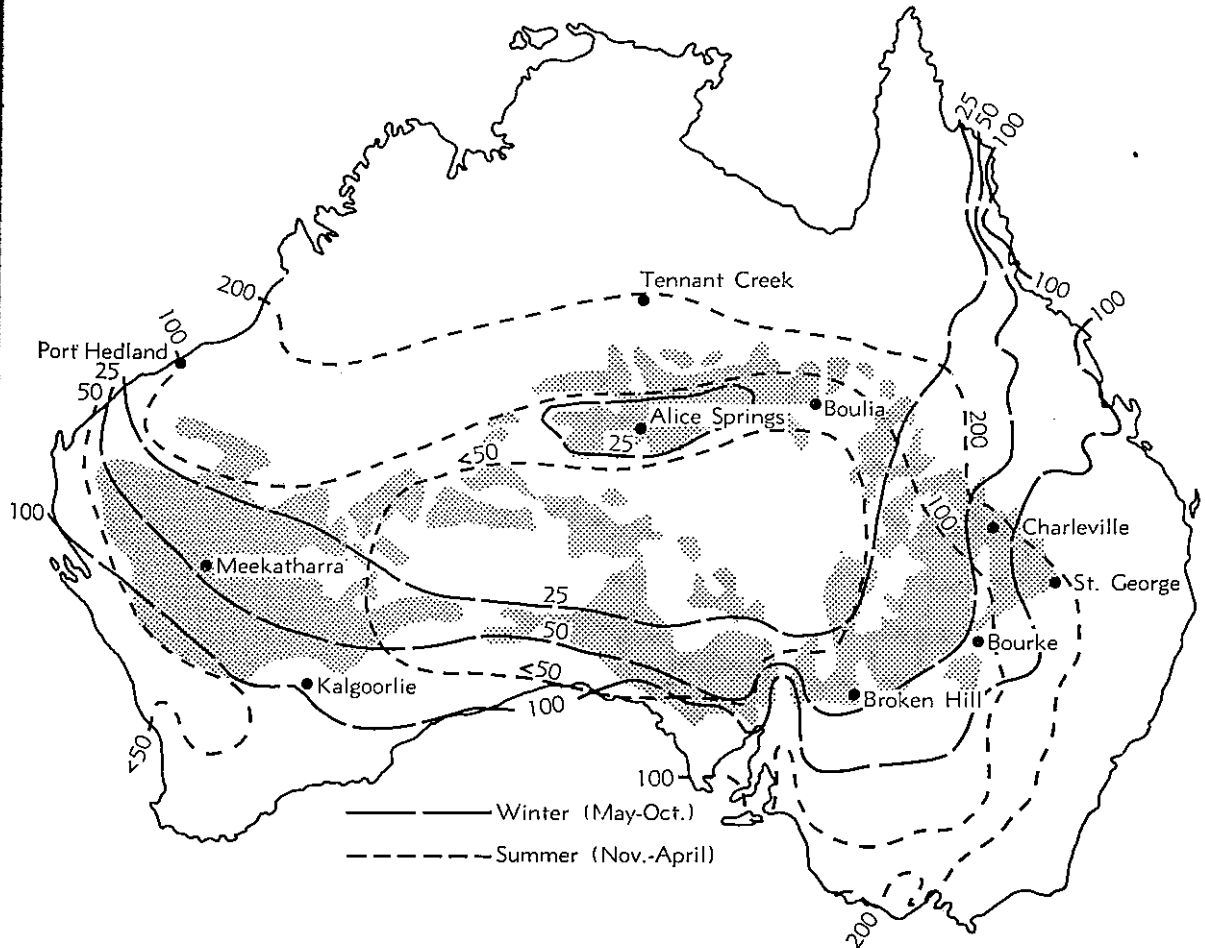 25
50
100
Tennant Creek
200
100
100
100
Port Hedland
25
50
Alice Springs
Boulia
200
25
<50
100
100
Charleville
Meekatharra
St. George
25
50
Bourke
<50
Kalgoorlie
Broken Hill
100
<50
100
Winter (May-Oct.)
Summer (Nov.-April)
200